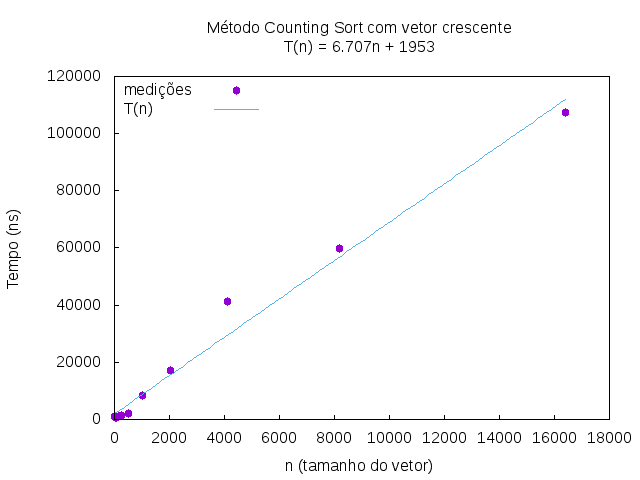 Método Counting Sort com vetor crescente
T(n) = 6.707n + 1953
120000
100000
80000
60000
40000
20000
0
medições
T(n)
Tempo (ns)
0 2000 4000 6000 8000 10000 12000 14000 16000 18000
n (tamanho do vetor)